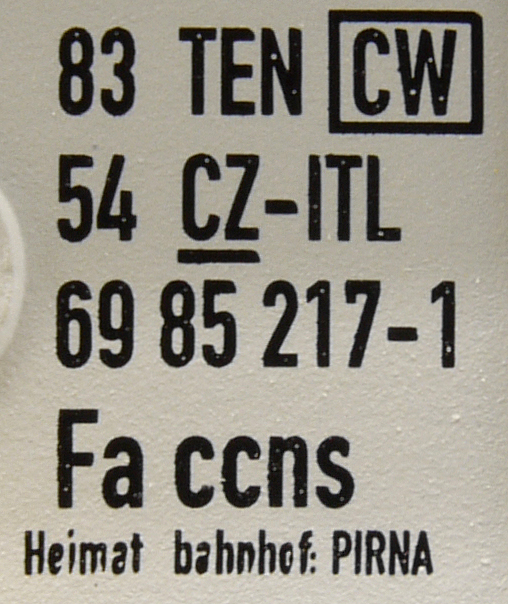 83 TEN CW
54 CZ-ITL
69 85 217-1
Fa ccns
Heimat bahnhof: PIRNA